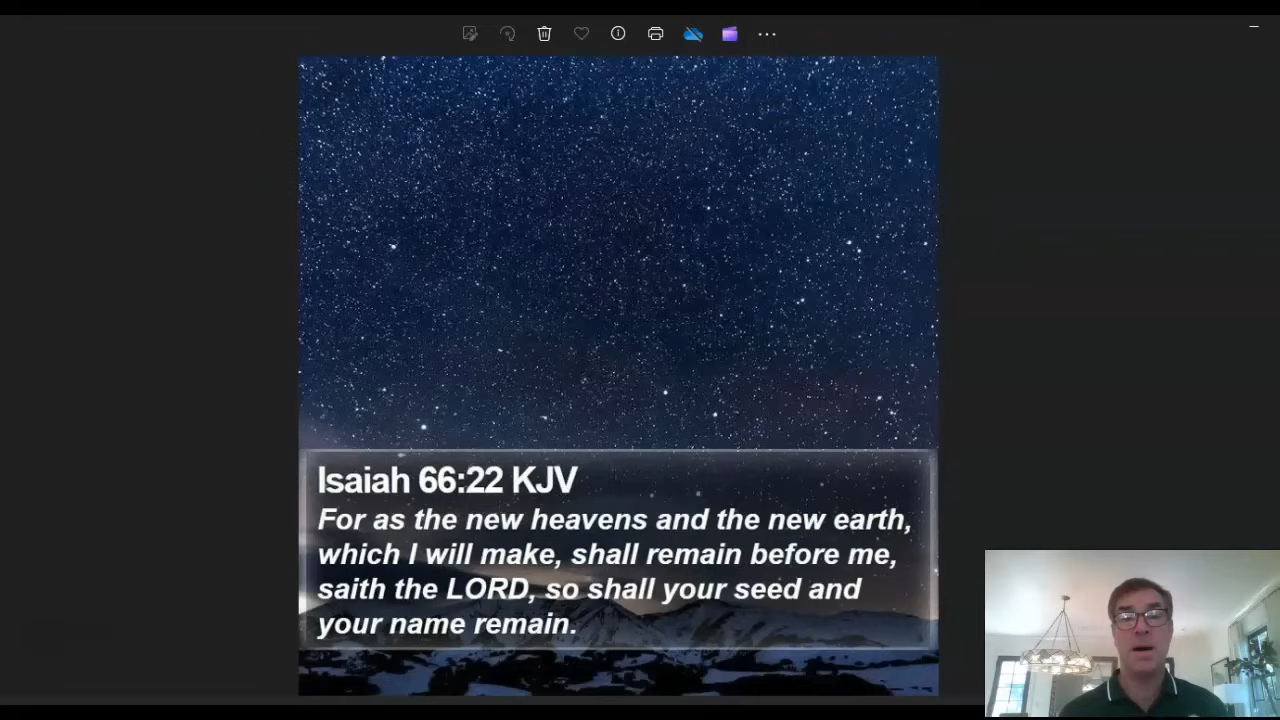 Isaiah 66:22 KJV
For as the new heavens and the new earth,
which I will make, shall remain before me,
saith the LORD, so shall your seed and
your name remain.